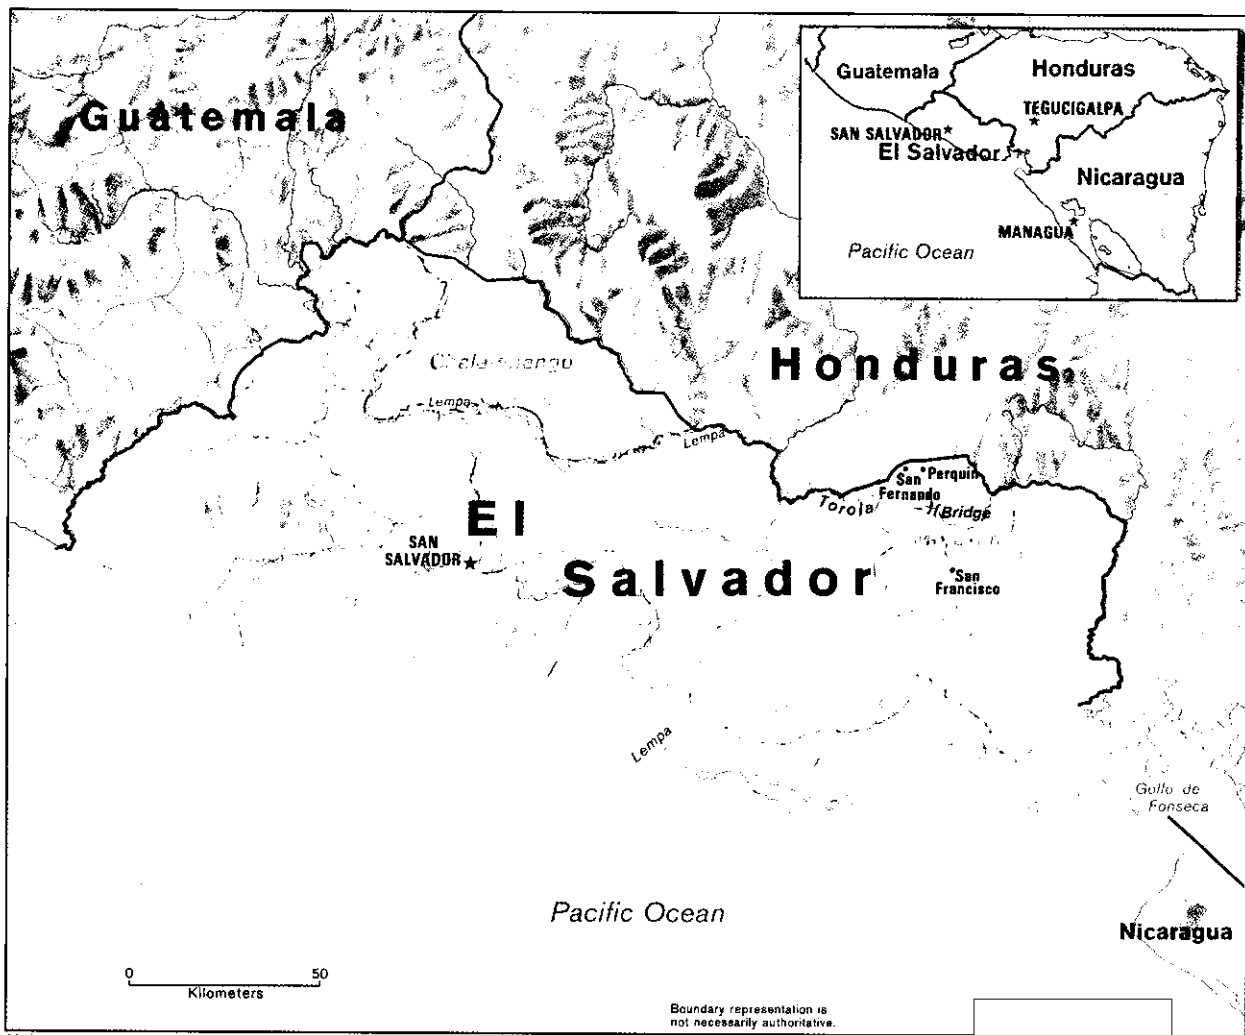 Guatemala
Guatemala
Honduras
TEGUCIGALPA
SAN SALVADOR
El Salvador
Nicaragua
MANAGUA
Pacific Ocean
Honduras
Lempa
Lempa
San
Fernando
Perquin
Torola
Bridge
El
SAN
SALVADOR
Salvador
San
Francisco
Lempa
Golfo de
Fonseca
Pacific Ocean
Nicaragua
0 50
Kilometers
Boundary representation is
not necessarily authoritative.